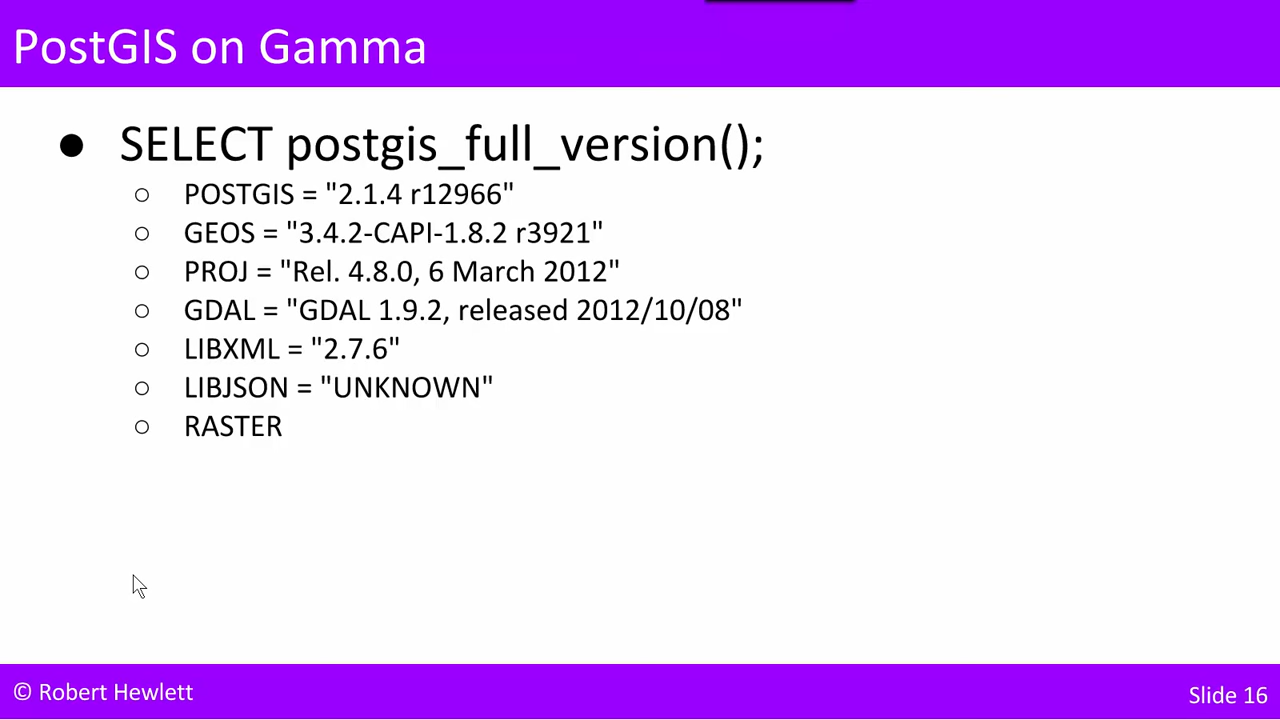 PostGIS on Gamma
● SELECT postgis_full_version();
○ POSTGIS = "2.1.4 r12966"
○ GEOS = "3.4.2-CAPI-1.8.2 r3921"
○ PROJ = "Rel. 4.8.0, 6 March 2012"
○ GDAL = "GDAL 1.9.2, released 2012/10/08"
○ LIBXML = "2.7.6"
○ LIBJSON = "UNKNOWN"
○ RASTER
© Robert Hewlett
Slide 16